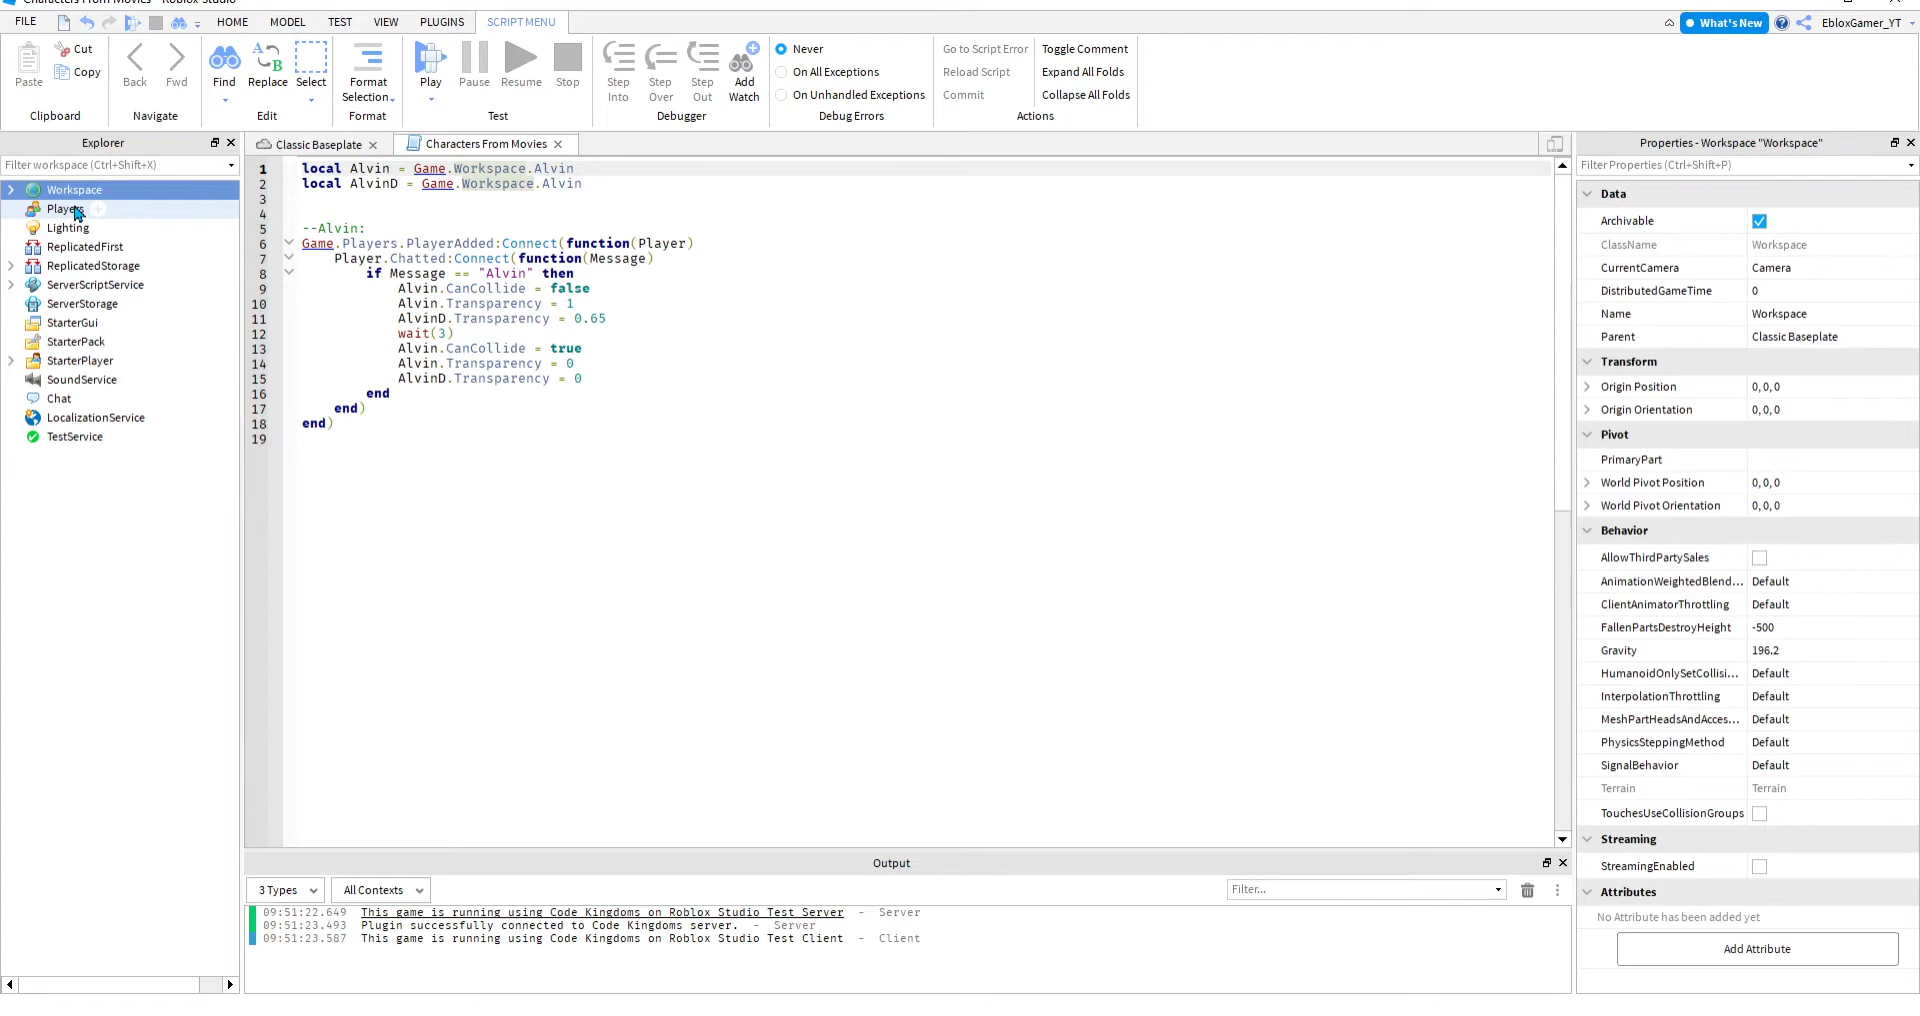 Characters From Movies - Roblox Studio
FILE HOME MODEL TEST VIEW PLUGINS SCRIPT MENU What's New EbloxGamer_YT
Paste Cut Copy Clipboard
Back Fwd Navigate
Find Replace Select Edit
Format Selection Format
Play Pause Resume Stop Test
Step Into Step Over Step Out Add Watch Debugger
Never
On All Exceptions
On Unhandled Exceptions
Debug Errors
Go to Script Error Toggle Comment
Reload Script Expand All Folds
Commit Collapse All Folds
Actions
Explorer
Filter workspace (Ctrl+Shift+X)
Workspace
Players
Lighting
ReplicatedFirst
ReplicatedStorage
ServerScriptService
ServerStorage
StarterGui
StarterPack
StarterPlayer
SoundService
Chat
LocalizationService
TestService
Classic Baseplate Characters From Movies
1 local Alvin = Game.Workspace.Alvin
2 local AlvinD = Game.Workspace.Alvin
3
4
5 --Alvin:
6 Game.Players.PlayerAdded:Connect(function(Player)
7 Player.Chatted:Connect(function(Message)
8 if Message == "Alvin" then
9 Alvin.CanCollide = false
10 Alvin.Transparency = 1
11 AlvinD.Transparency = 0.65
12 wait(3)
13 Alvin.CanCollide = true
14 Alvin.Transparency = 0
15 AlvinD.Transparency = 0
16 end
17 end)
18 end)
19
Output
3 Types All Contexts Filter...
09:51:22.649 This game is running using Code Kingdoms on Roblox Studio Test Server - Server
09:51:23.493 Plugin successfully connected to Code Kingdoms server. - Server
09:51:23.587 This game is running using Code Kingdoms on Roblox Studio Test Client - Client
Properties - Workspace "Workspace"
Filter Properties (Ctrl+Shift+P)
Data
Archivable
ClassName Workspace
CurrentCamera Camera
DistributedGameTime 0
Name Workspace
Parent Classic Baseplate
Transform
Origin Position 0, 0, 0
Origin Orientation 0, 0, 0
Pivot
PrimaryPart
World Pivot Position 0, 0, 0
World Pivot Orientation 0, 0, 0
Behavior
AllowThirdPartySales
AnimationWeightedBlend... Default
ClientAnimatorThrottling Default
FallenPartsDestroyHeight -500
Gravity 196.2
HumanoidOnlySetCollisi... Default
InterpolationThrottling Default
MeshPartHeadsAndAcces... Default
PhysicsSteppingMethod Default
SignalBehavior Default
Terrain Terrain
TouchesUseCollisionGroups
Streaming
StreamingEnabled
Attributes
No Attribute has been added yet
Add Attribute